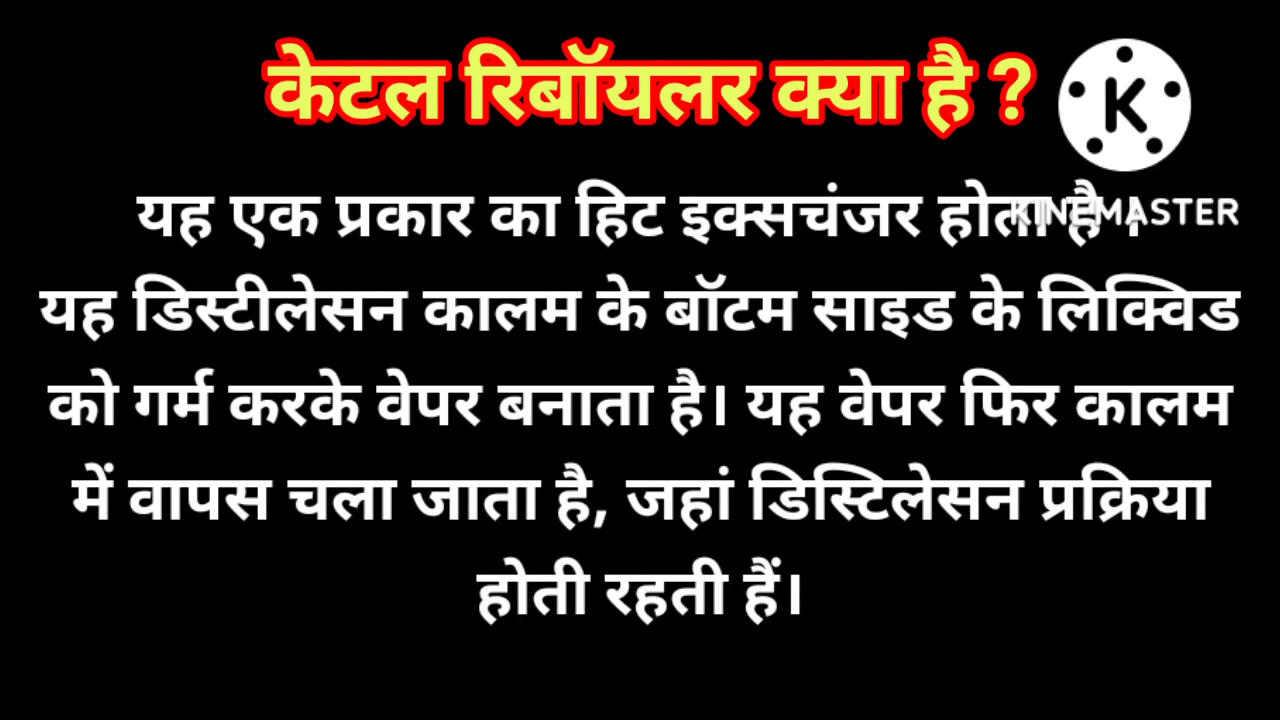 केटल रिबॉयलर क्या है ?
K
KINEMASTER
यह एक प्रकार का हिट इक्सचंजर होता है ।
यह डिस्टीलेसन कालम के बॉटम साइड के लिक्विड
को गर्म करके वेपर बनाता है। यह वेपर फिर कालम
में वापस चला जाता है, जहां डिस्टिलेसन प्रक्रिया
होती रहती हैं।